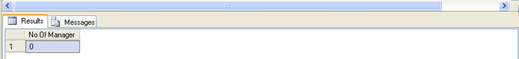 Results Messages
No Of Manager
1 0